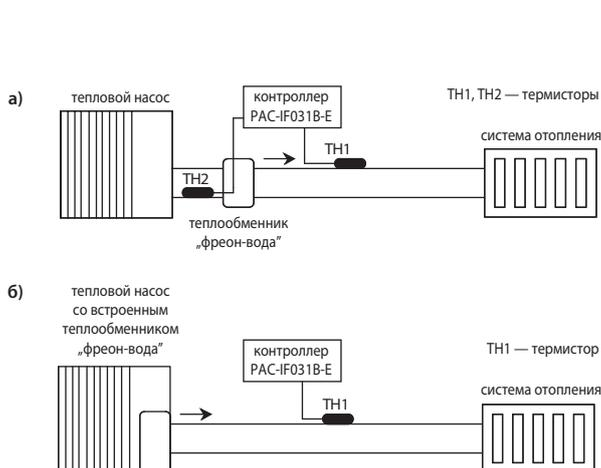 а)
тепловой насос
контроллер
PAC-IF031B-E
TH1, TH2 — термисторы
TH1
система отопления
TH2
теплообменник
„фреон-вода”
б)
тепловой насос
со встроенным
теплообменником
„фреон-вода”
контроллер
PAC-IF031B-E
TH1 — термистор
система отопления
TH1